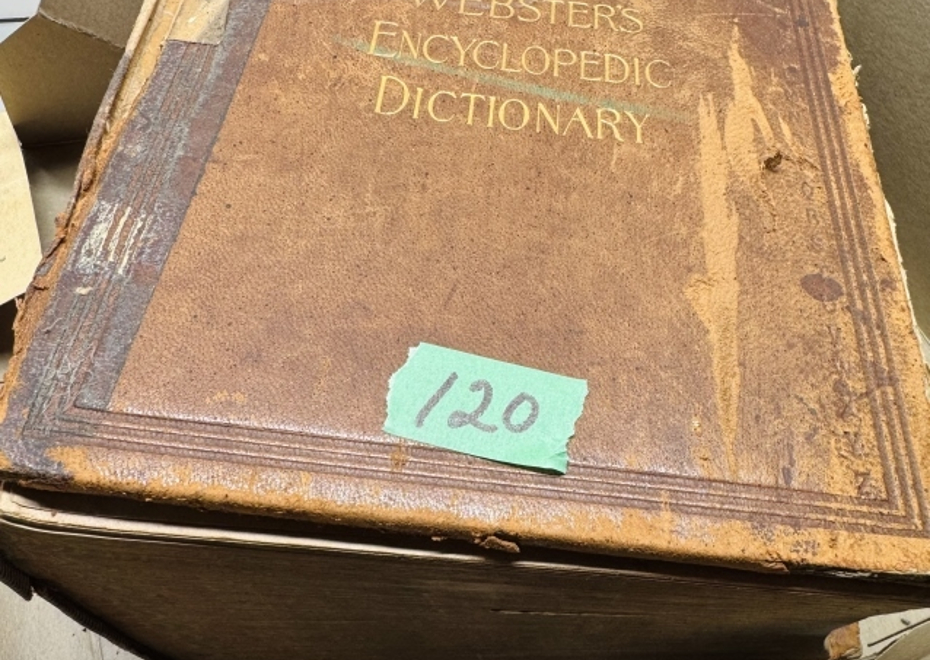 WEBSTER'S
ENCYCLOPEDIC
DICTIONARY
120